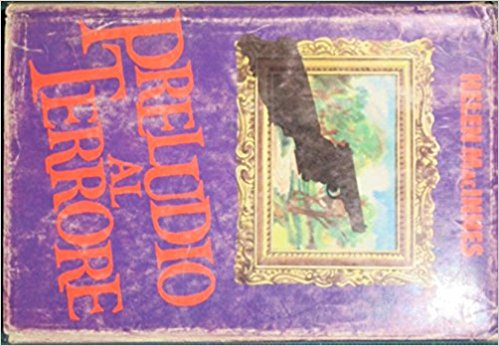 HELEN MacINNES
PRELUDIO
AL
TERRORE